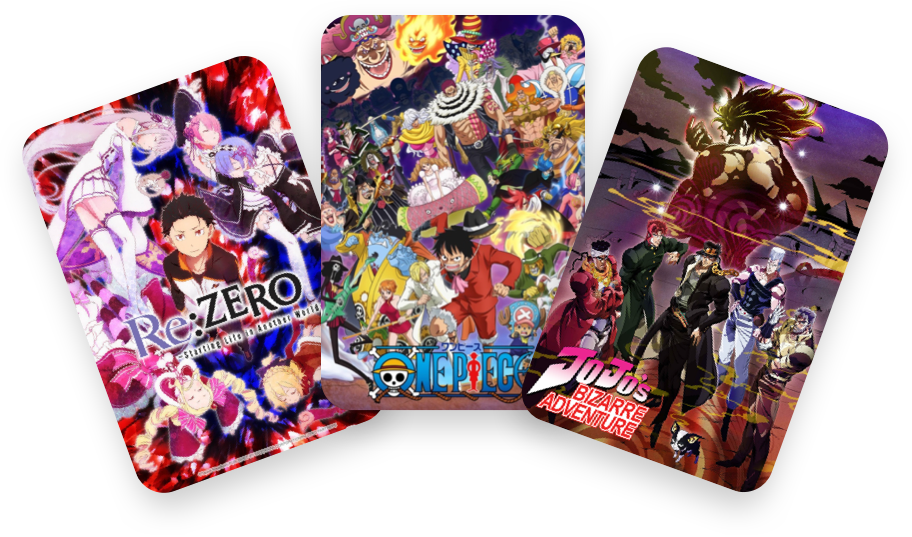 Re:ZERO
-Starting Life in Another World
ワンピース
ONE PIECE
JoJo's
BIZARRE
ADVENTURE